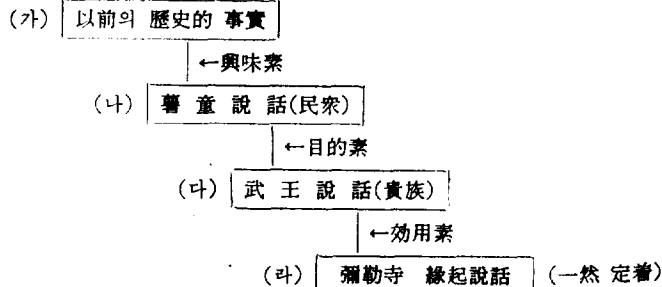 (가) 以前의 歷史的 事實
←興味素
(나) 薯童說話(民衆)
←目的素
(다) 武王說話(貴族)
←効用素
(라) 彌勒寺 緣起說話 (一然 定着)